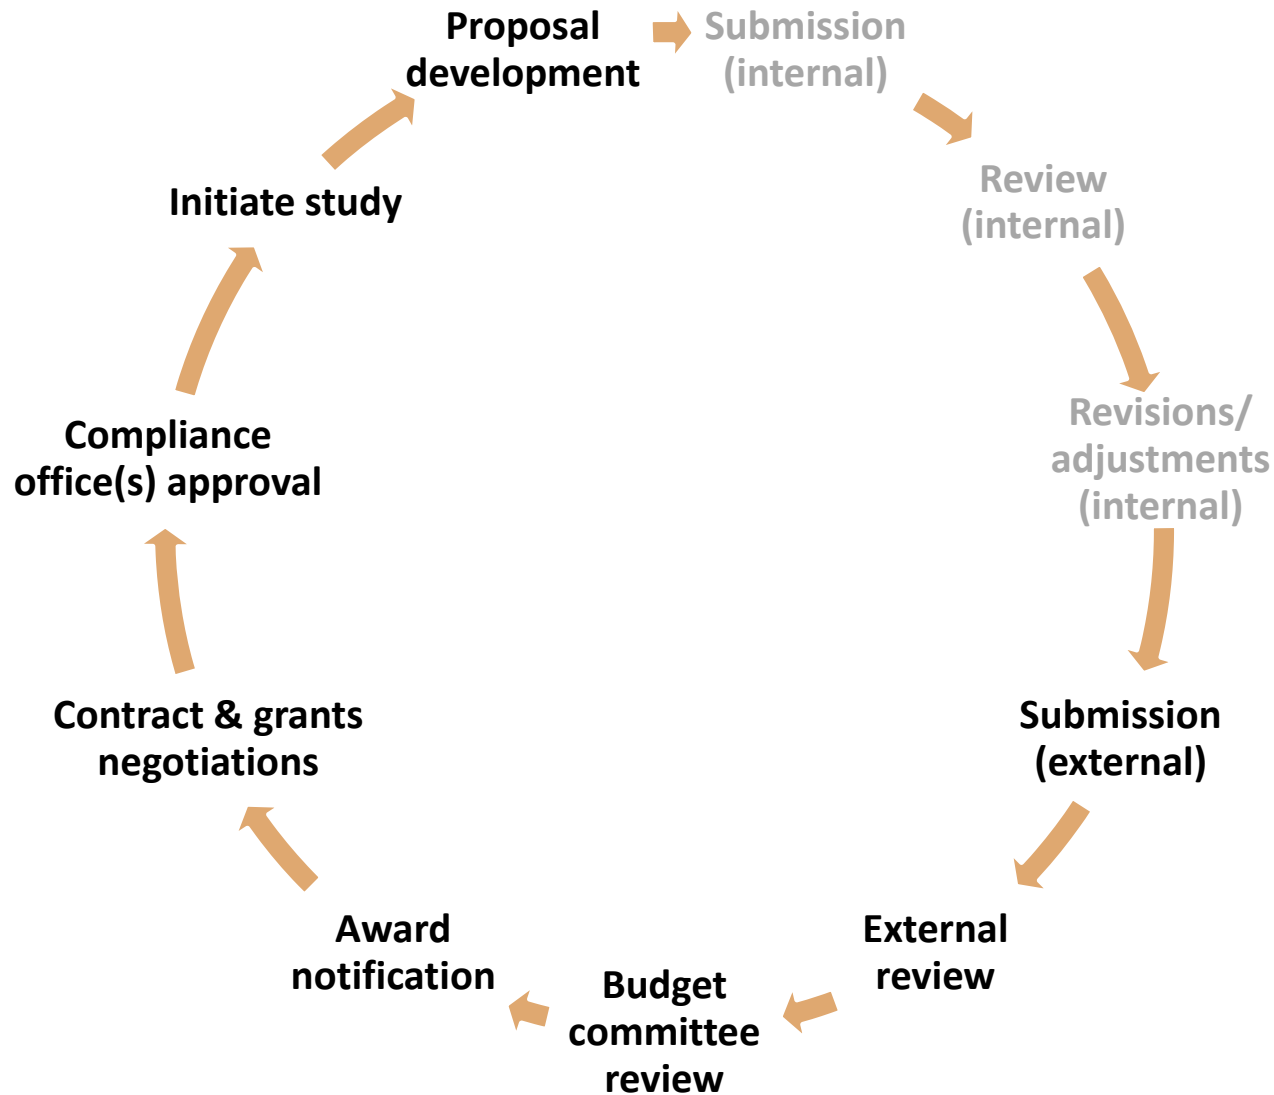 Proposal
development
Submission
(internal)
Review
(internal)
Revisions/
adjustments
(internal)
Submission
(external)
External
review
Budget
committee
review
Award
notification
Contract & grants
negotiations
Compliance
office(s) approval
Initiate study